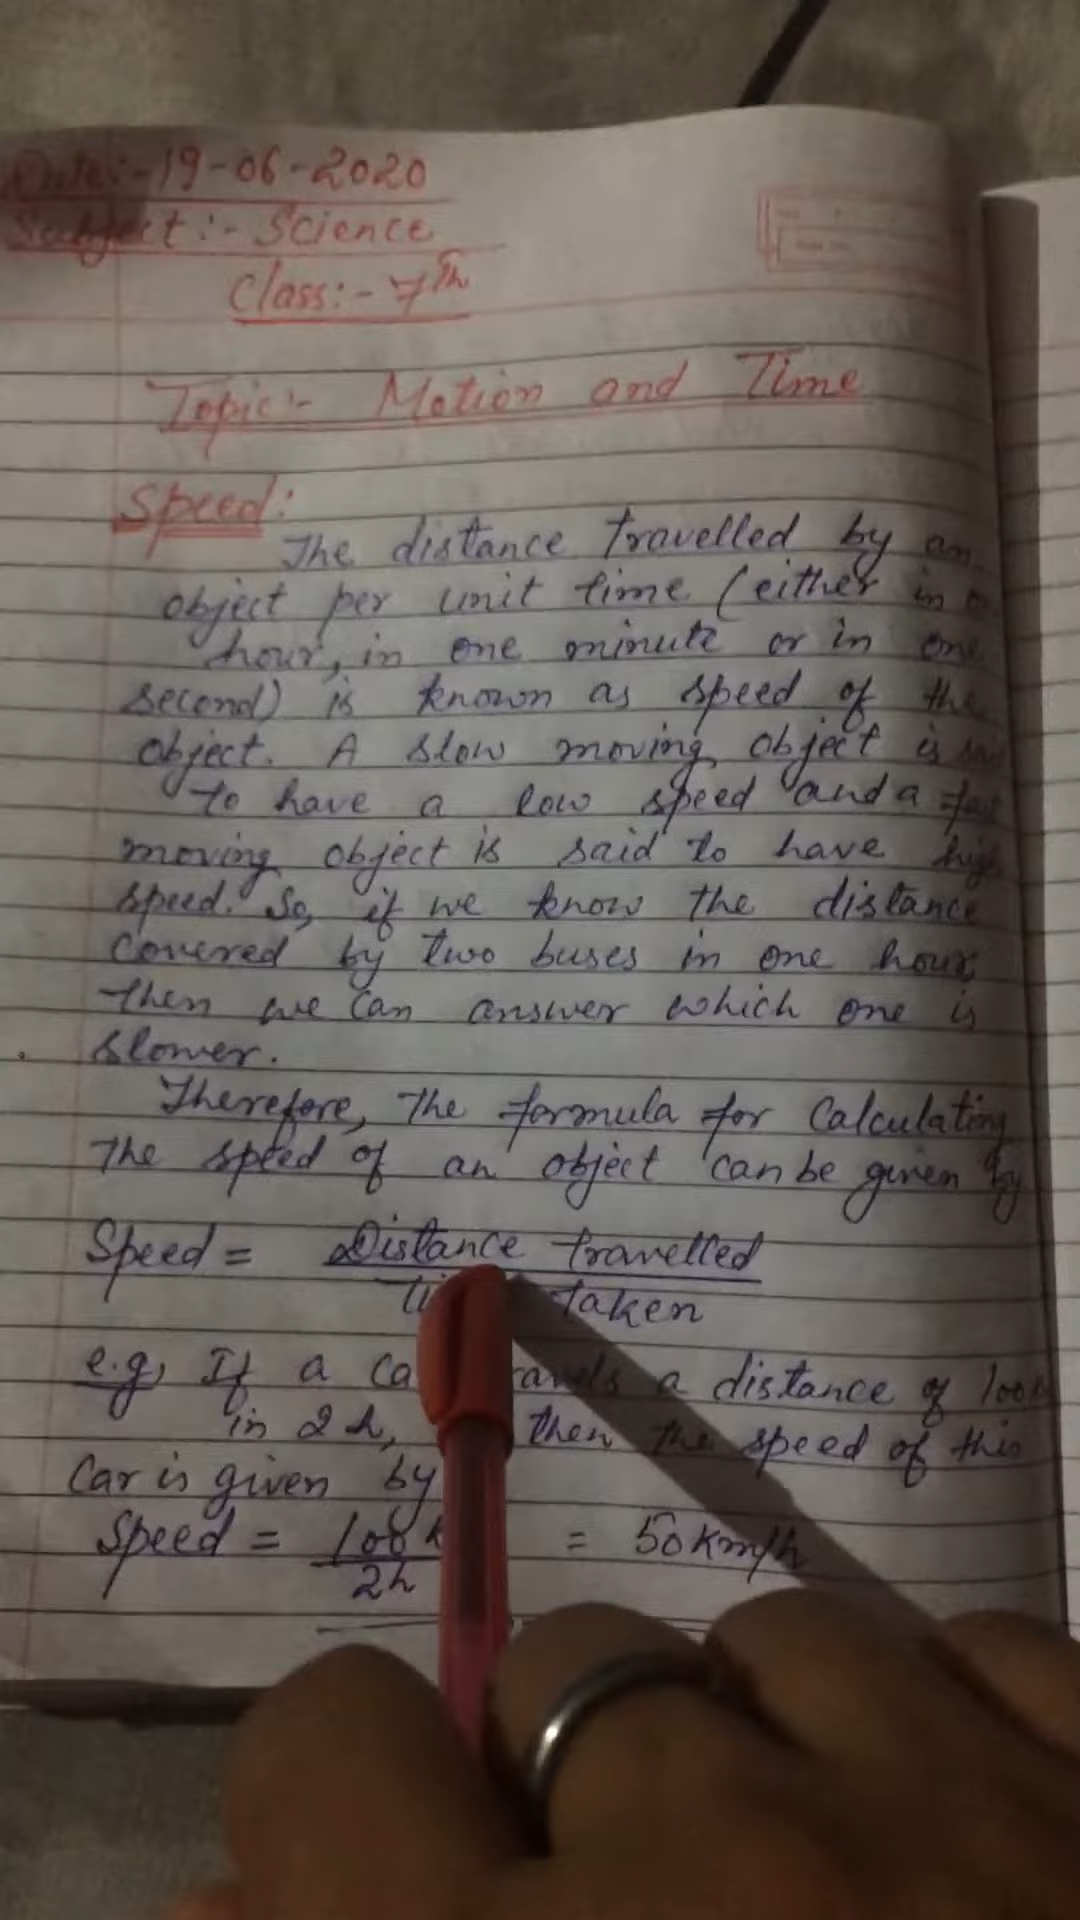 Date:-19-06-2020
Subject:- Science
Class:- 7th
Topic:- Motion and Time
Speed:
The distance travelled by an
object per unit time (either in
hour, in one minute or in one
second) is known as speed of the
object. A slow moving object is
to have a low speed and a
moving object is said to have
speed. So, if we know the distance
covered by two buses in one hour,
then we can answer which one is
slower.
Therefore, the formula for calculating
the speed of an object can be given by
Speed = Distance travelled
taken
e.g, If a a distance of
in 2h, then the speed of this
car is given by
Speed = 100
2h
= 50km/h